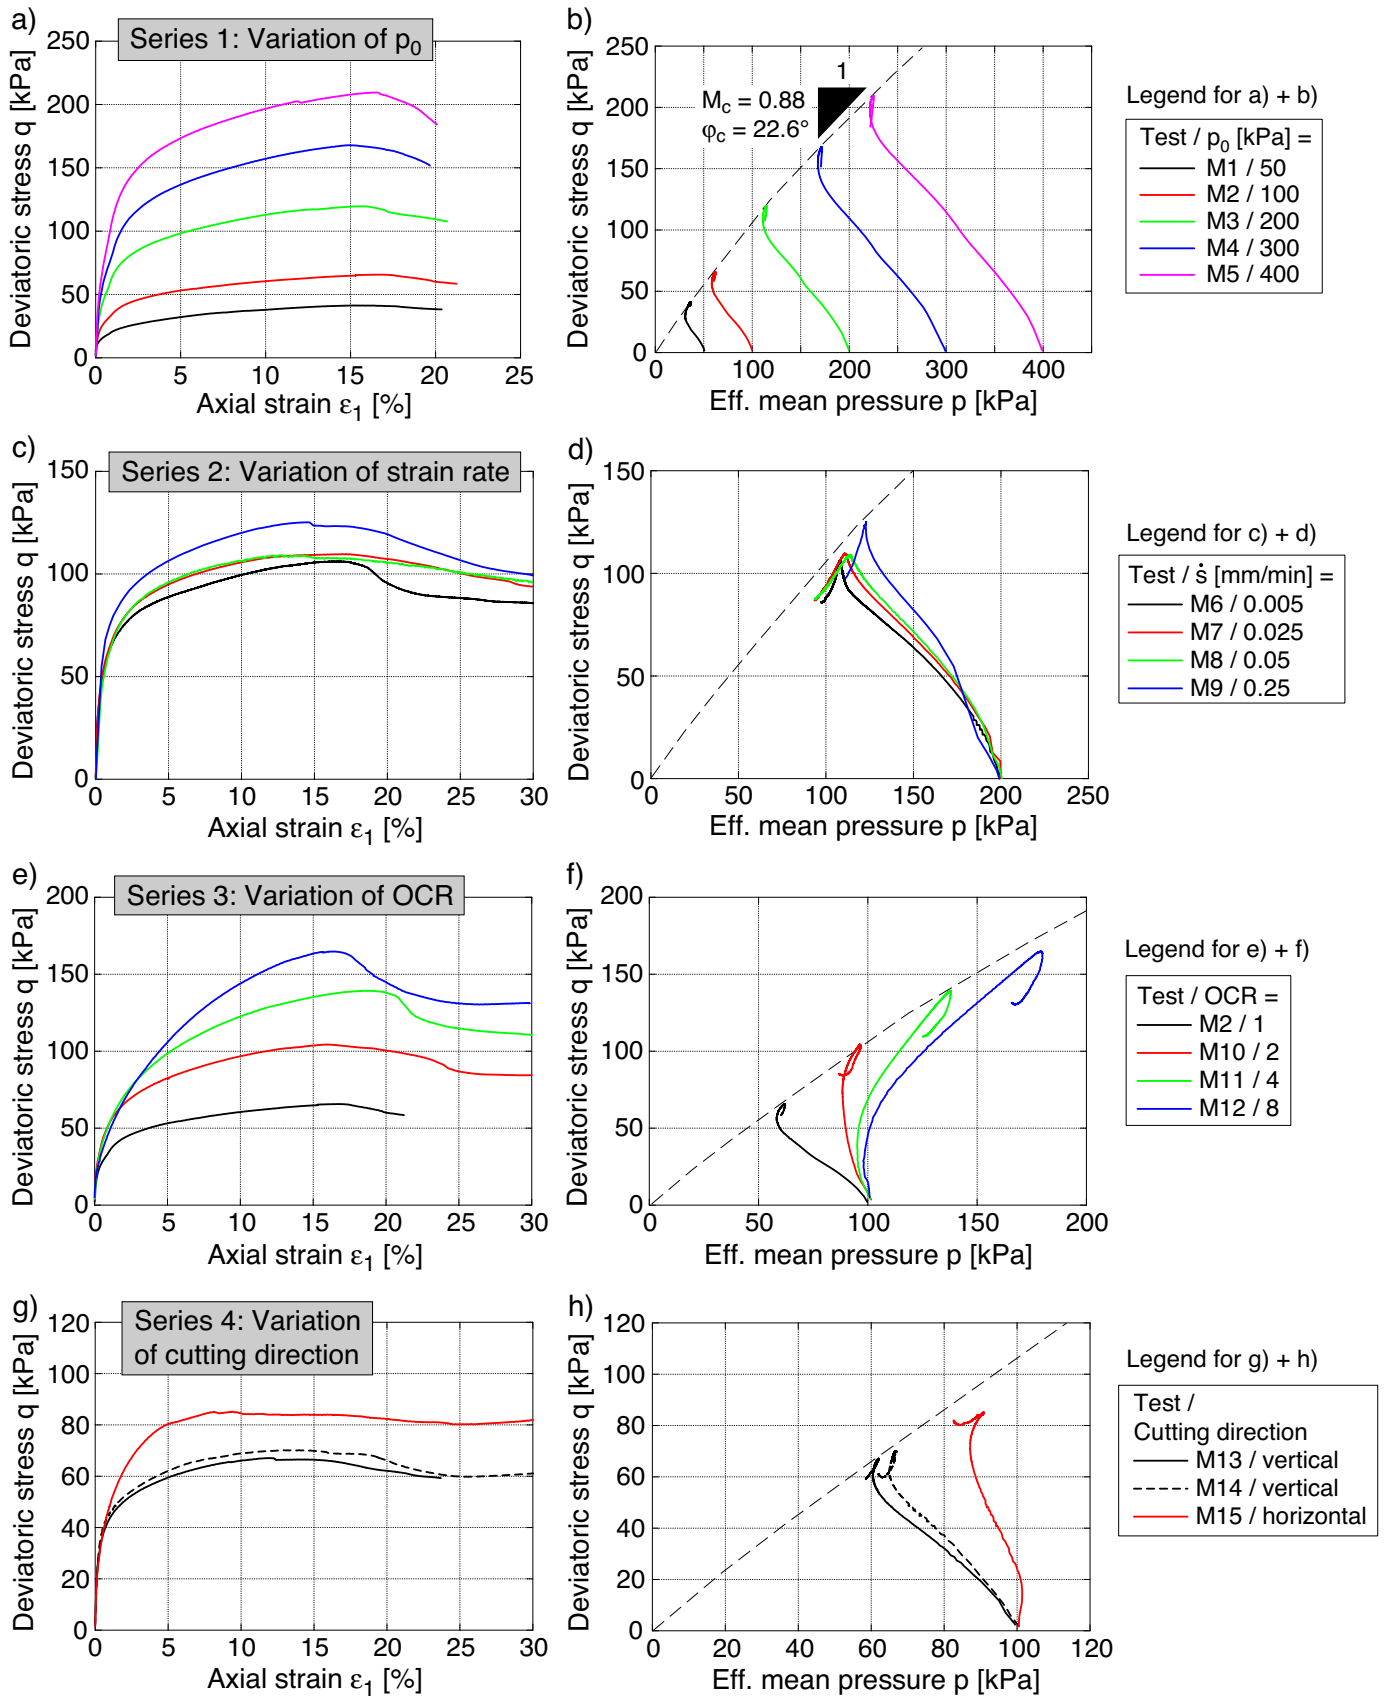 a)
Series 1: Variation of p0
Deviatoric stress q [kPa]
250
200
150
100
50
0
0 5 10 15 20 25
Axial strain ε1 [%]
b)
Deviatoric stress q [kPa]
250
200
150
100
50
0
1
Mc = 0.88
φc = 22.6°
0 100 200 300 400
Eff. mean pressure p [kPa]
Legend for a) + b)
Test / p0 [kPa] =
M1 / 50
M2 / 100
M3 / 200
M4 / 300
M5 / 400
c)
Series 2: Variation of strain rate
Deviatoric stress q [kPa]
150
100
50
0
0 5 10 15 20 25 30
Axial strain ε1 [%]
d)
Deviatoric stress q [kPa]
150
100
50
0
0 50 100 150 200 250
Eff. mean pressure p [kPa]
Legend for c) + d)
Test / ṡ [mm/min] =
M6 / 0.005
M7 / 0.025
M8 / 0.05
M9 / 0.25
e)
Series 3: Variation of OCR
Deviatoric stress q [kPa]
200
150
100
50
0
0 5 10 15 20 25 30
Axial strain ε1 [%]
f)
Deviatoric stress q [kPa]
200
150
100
50
0
0 50 100 150 200
Eff. mean pressure p [kPa]
Legend for e) + f)
Test / OCR =
M2 / 1
M10 / 2
M11 / 4
M12 / 8
g)
Series 4: Variation
of cutting direction
Deviatoric stress q [kPa]
120
100
80
60
40
20
0
0 5 10 15 20 25 30
Axial strain ε1 [%]
h)
Deviatoric stress q [kPa]
120
100
80
60
40
20
0
0 20 40 60 80 100 120
Eff. mean pressure p [kPa]
Legend for g) + h)
Test /
Cutting direction
M13 / vertical
M14 / vertical
M15 / horizontal